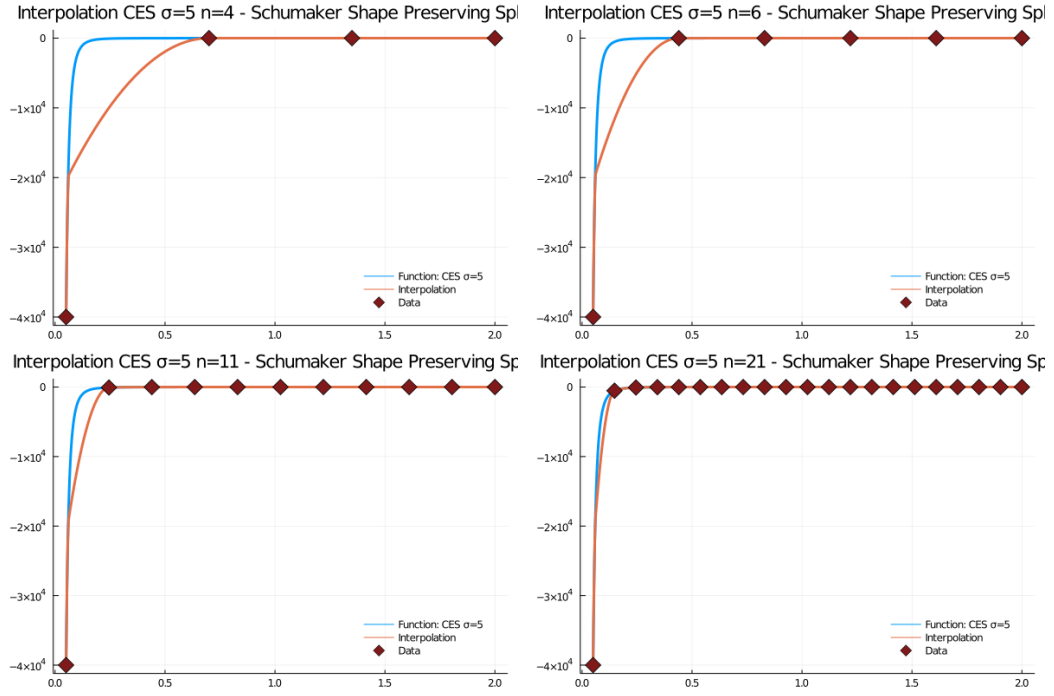 Interpolation CES σ=5 n=4 - Schumaker Shape Preserving Spl
0
−1×10⁴
−2×10⁴
−3×10⁴
−4×10⁴
Function: CES σ=5
Interpolation
Data
0.0 0.5 1.0 1.5 2.0
Interpolation CES σ=5 n=6 - Schumaker Shape Preserving Spl
0
−1×10⁴
−2×10⁴
−3×10⁴
−4×10⁴
Function: CES σ=5
Interpolation
Data
0.0 0.5 1.0 1.5 2.0
Interpolation CES σ=5 n=11 - Schumaker Shape Preserving Sp
0
−1×10⁴
−2×10⁴
−3×10⁴
−4×10⁴
Function: CES σ=5
Interpolation
Data
0.0 0.5 1.0 1.5 2.0
Interpolation CES σ=5 n=21 - Schumaker Shape Preserving Sp
0
−1×10⁴
−2×10⁴
−3×10⁴
−4×10⁴
Function: CES σ=5
Interpolation
Data
0.0 0.5 1.0 1.5 2.0